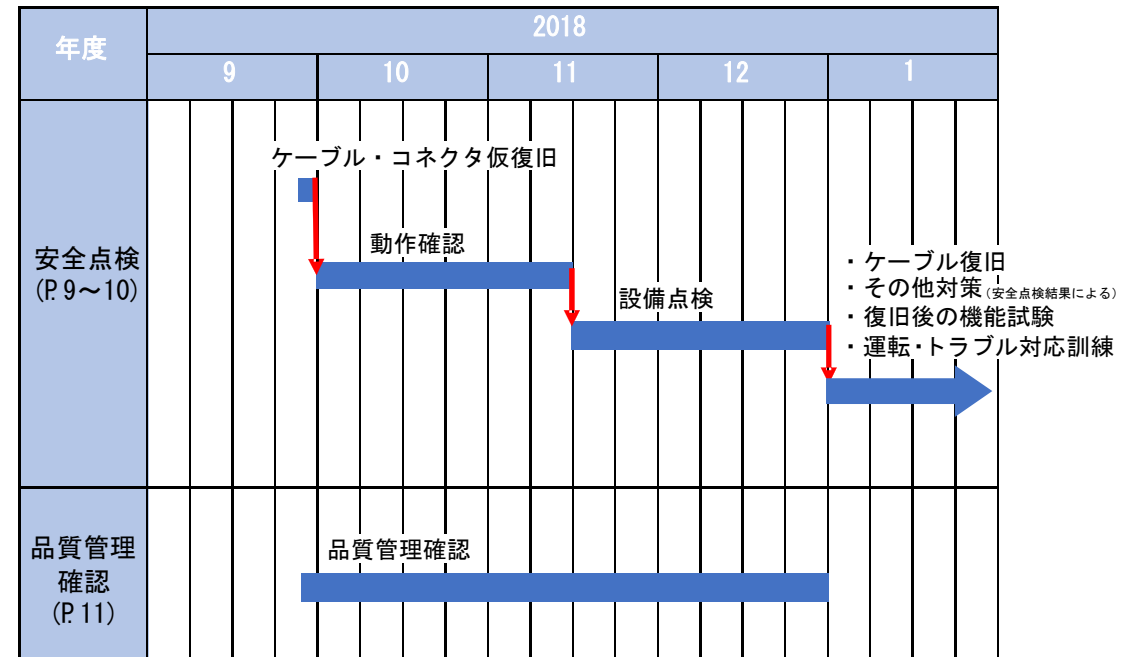 年度
2018
9
10
11
12
1
安全点検
(P.9～10)
ケーブル・コネクタ仮復旧
動作確認
設備点検
・ケーブル復旧
・その他対策(安全点検結果による)
・復旧後の機能試験
・運転・トラブル対応訓練
品質管理
確認
(P.11)
品質管理確認